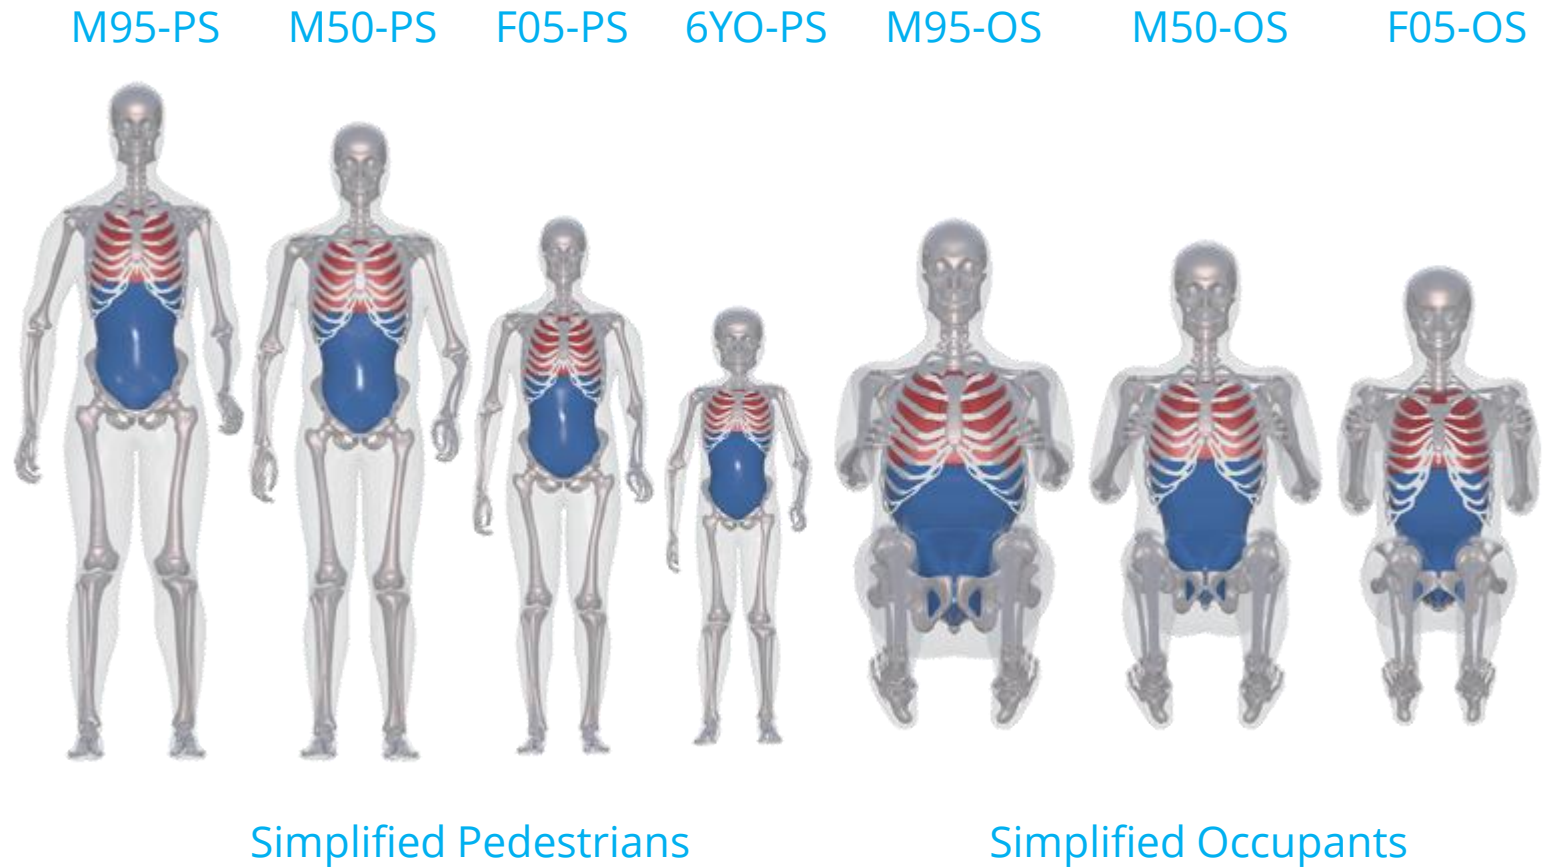 M95-PS M50-PS F05-PS 6YO-PS M95-OS M50-OS F05-OS
Simplified Pedestrians Simplified Occupants